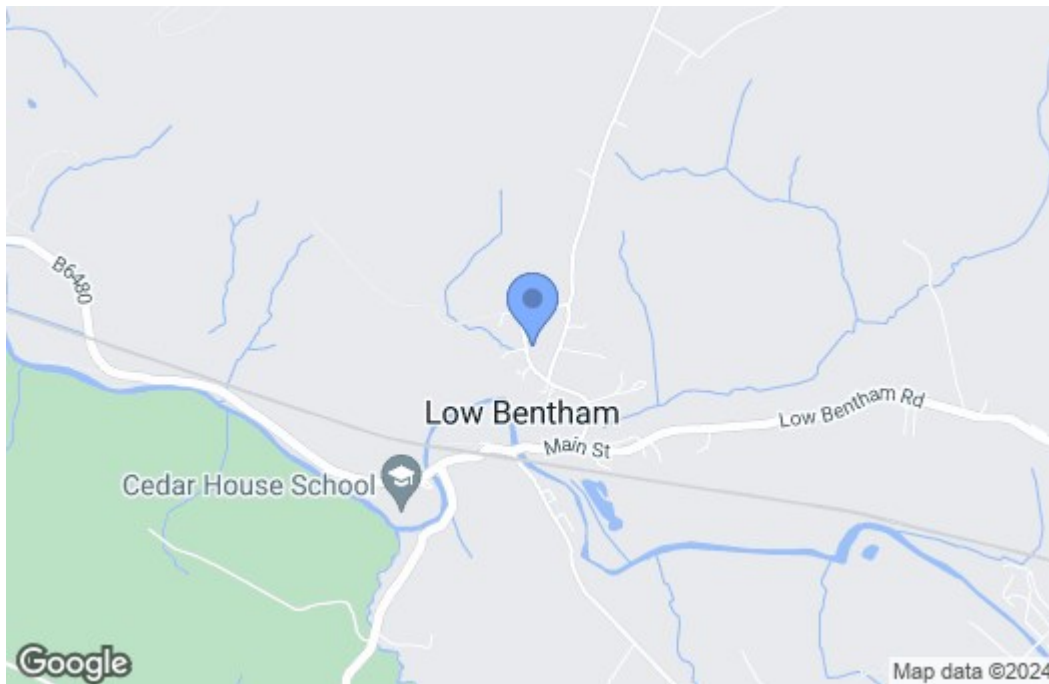 B6480
Low Bentham
Low Bentham Rd
Main St
Cedar House School
Google
Map data ©2024